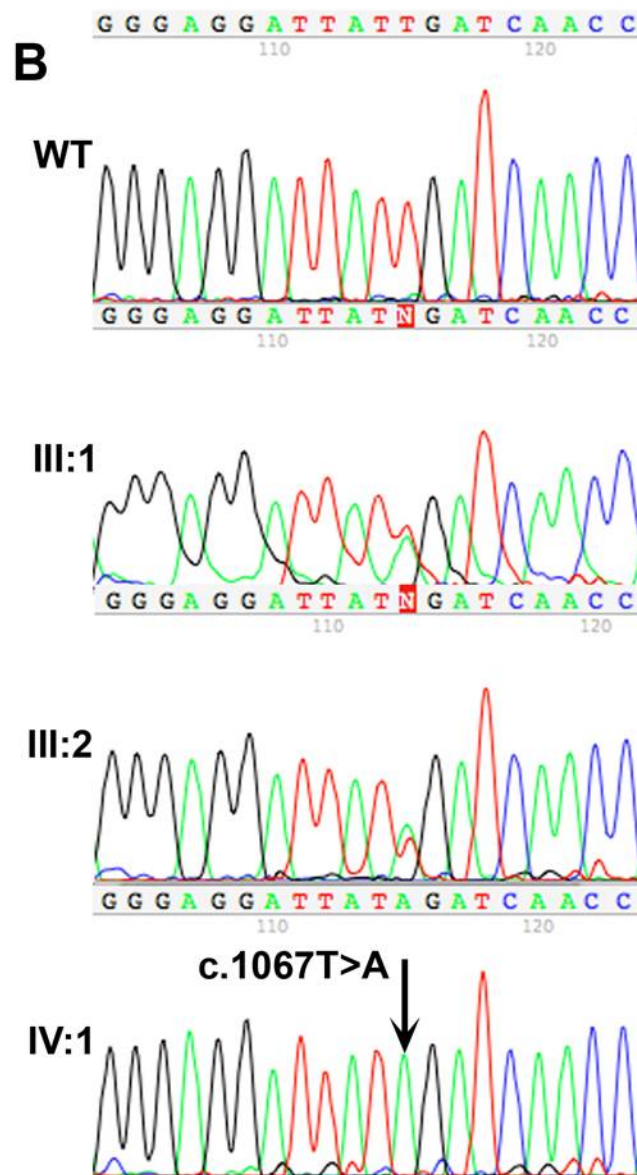 G G G A G G A T T A T T G A T C A A C C
110 120
B
WT
G G G A G G A T T A T N G A T C A A C C
110 120
III:1
G G G A G G A T T A T N G A T C A A C C
110 120
III:2
G G G A G G A T T A T A G A T C A A C C
110 120
c.1067T>A
IV:1